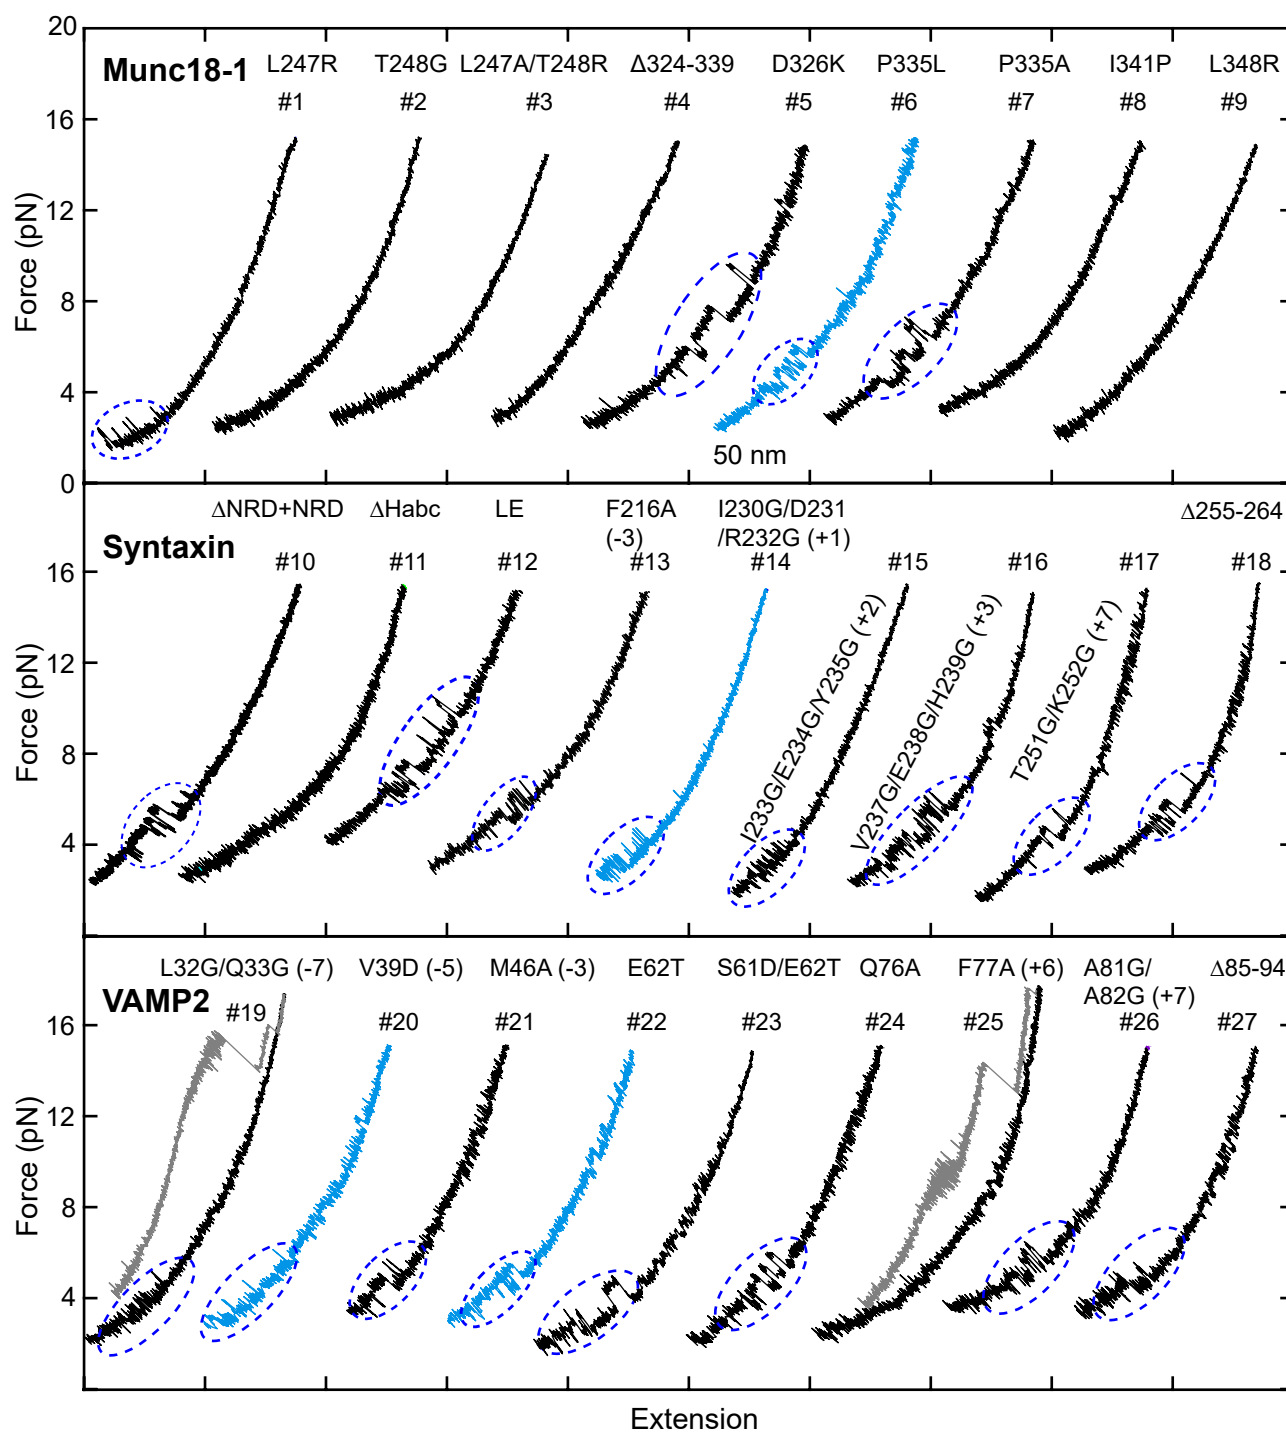 20
Munc18-1
L247R
T248G
L247A/T248R
Δ324-339
D326K
P335L
P335A
I341P
L348R
#1
#2
#3
#4
#5
#6
#7
#8
#9
16
12
8
4
0
Force (pN)
50 nm
Syntaxin
ΔNRD+NRD
ΔHabc
LE
F216A
(-3)
I230G/D231
/R232G (+1)
Δ255-264
#10
#11
#12
#13
#14
#15
#16
#17
#18
I233G/E234G/Y235G (+2)
V237G/E238G/H239G (+3)
T251G/K252G (+7)
16
12
8
4
Force (pN)
VAMP2
L32G/Q33G (-7)
V39D (-5)
M46A (-3)
E62T
S61D/E62T
Q76A
F77A (+6)
A81G/
A82G (+7)
Δ85-94
#19
#20
#21
#22
#23
#24
#25
#26
#27
16
12
8
4
Force (pN)
Extension